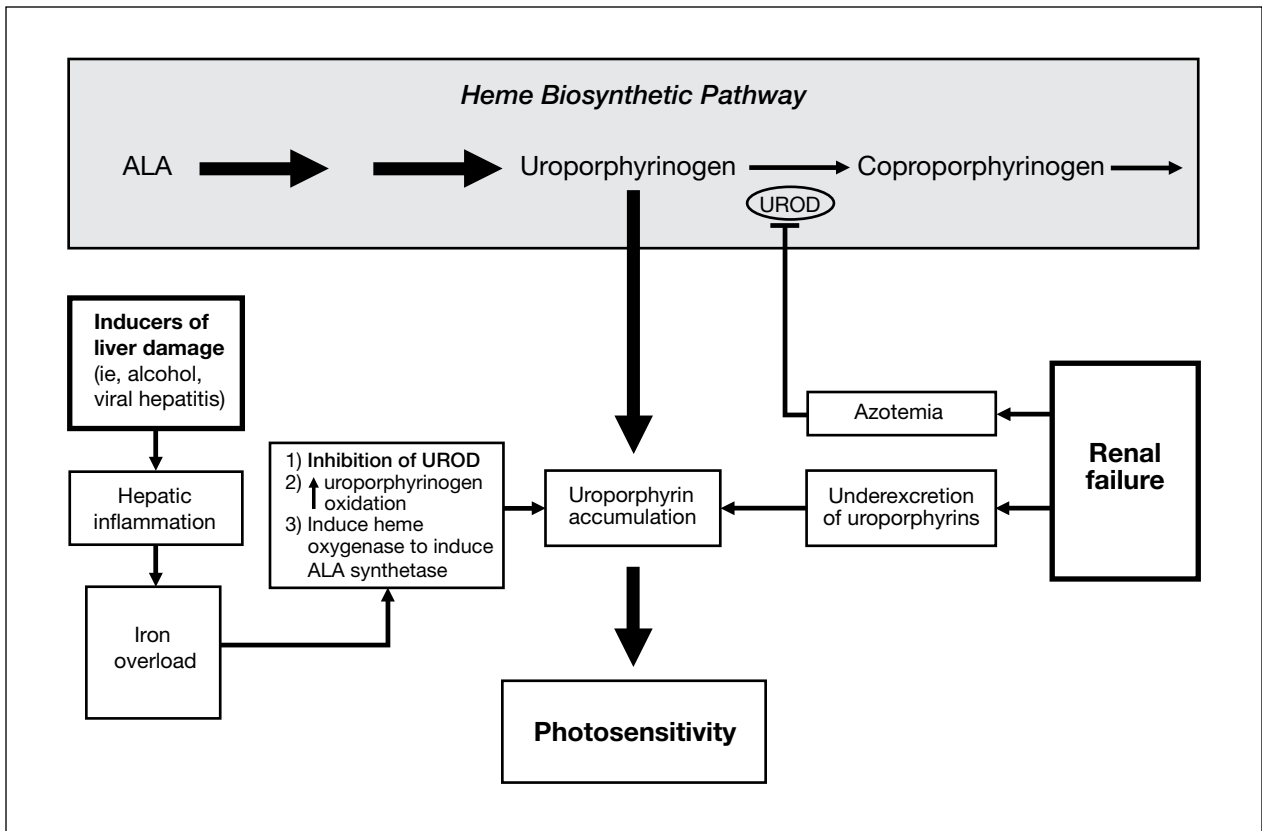 Heme Biosynthetic Pathway
ALA
Uroporphyrinogen
Coproporphyrinogen
UROD
Inducers of
liver damage
(ie, alcohol,
viral hepatitis)
Hepatic
inflammation
Iron
overload
1) Inhibition of UROD
2) ↑ uroporphyrinogen
oxidation
3) Induce heme
oxygenase to induce
ALA synthetase
Uroporphyrin
accumulation
Photosensitivity
Azotemia
Underexcretion
of uroporphyrins
Renal
failure